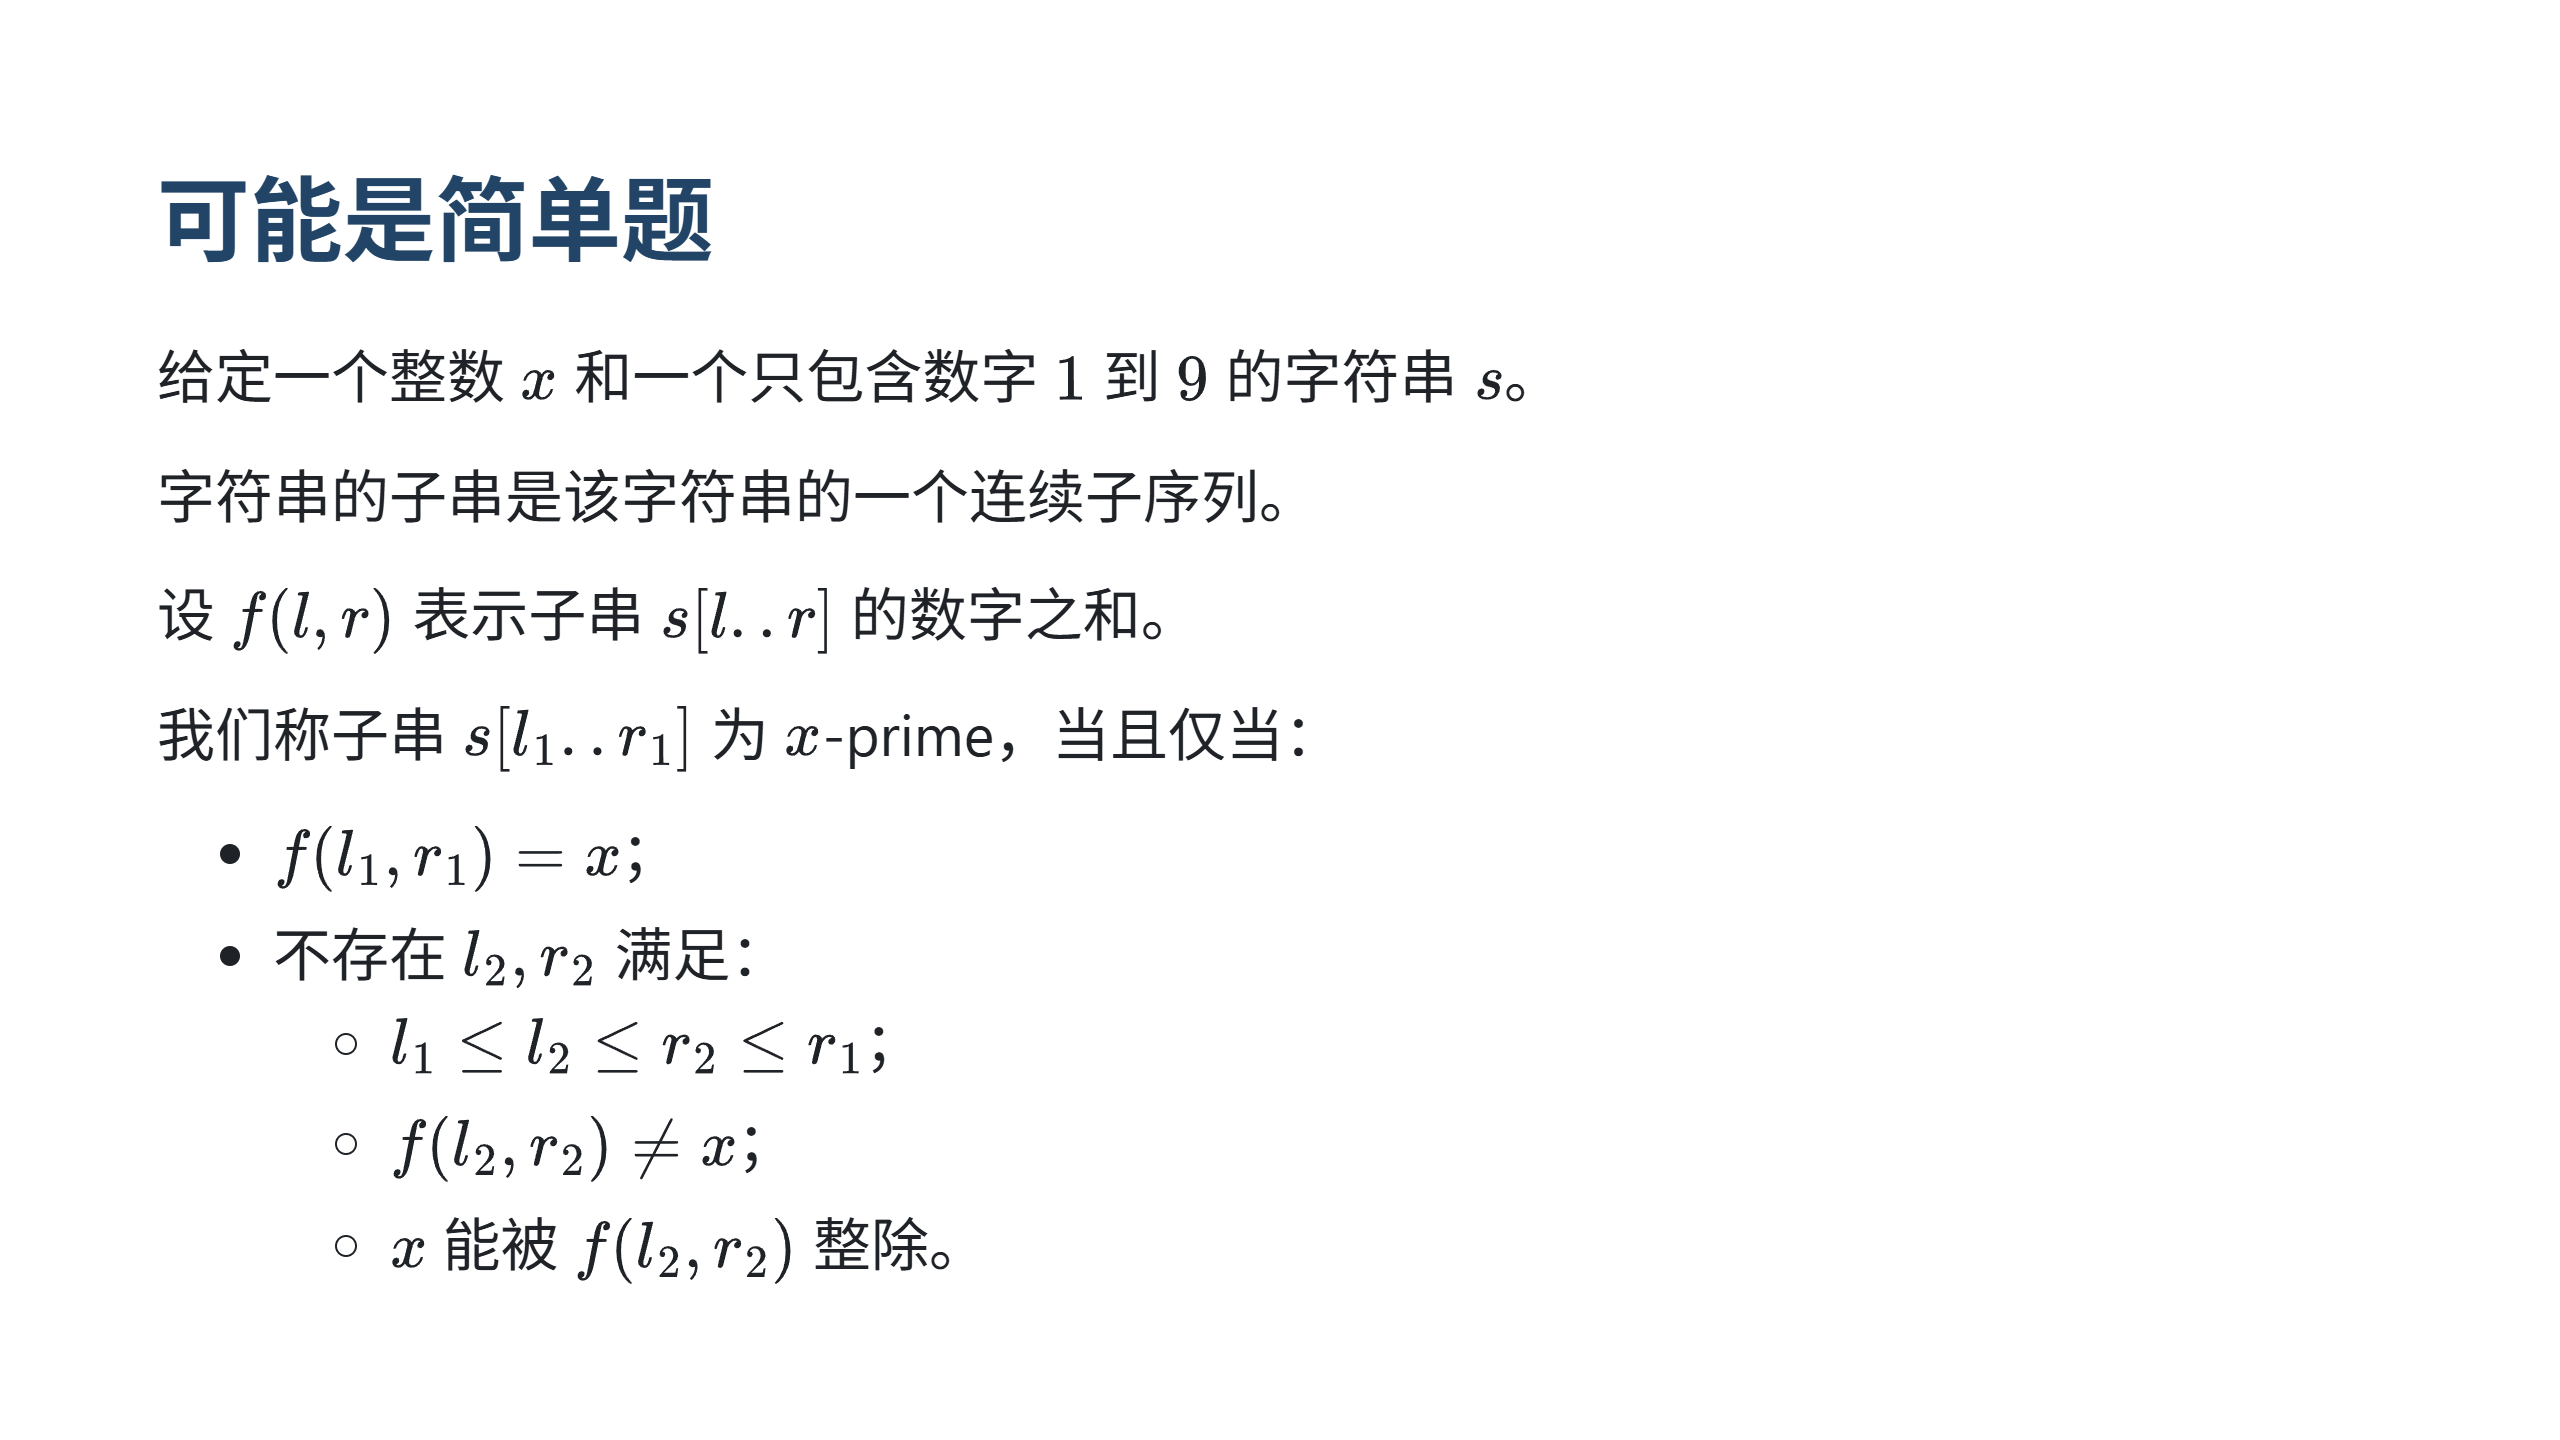 可能是简单题
给定一个整数 x 和一个只包含数字 1 到 9 的字符串 s。
字符串的子串是该字符串的一个连续子序列。
设 f(l, r) 表示子串 s[l..r] 的数字之和。
我们称子串 s[l₁..r₁] 为 x-prime，当且仅当：
• f(l₁, r₁) = x；
• 不存在 l₂, r₂ 满足：
◦ l₁ ≤ l₂ ≤ r₂ ≤ r₁；
◦ f(l₂, r₂) ≠ x；
◦ x 能被 f(l₂, r₂) 整除。